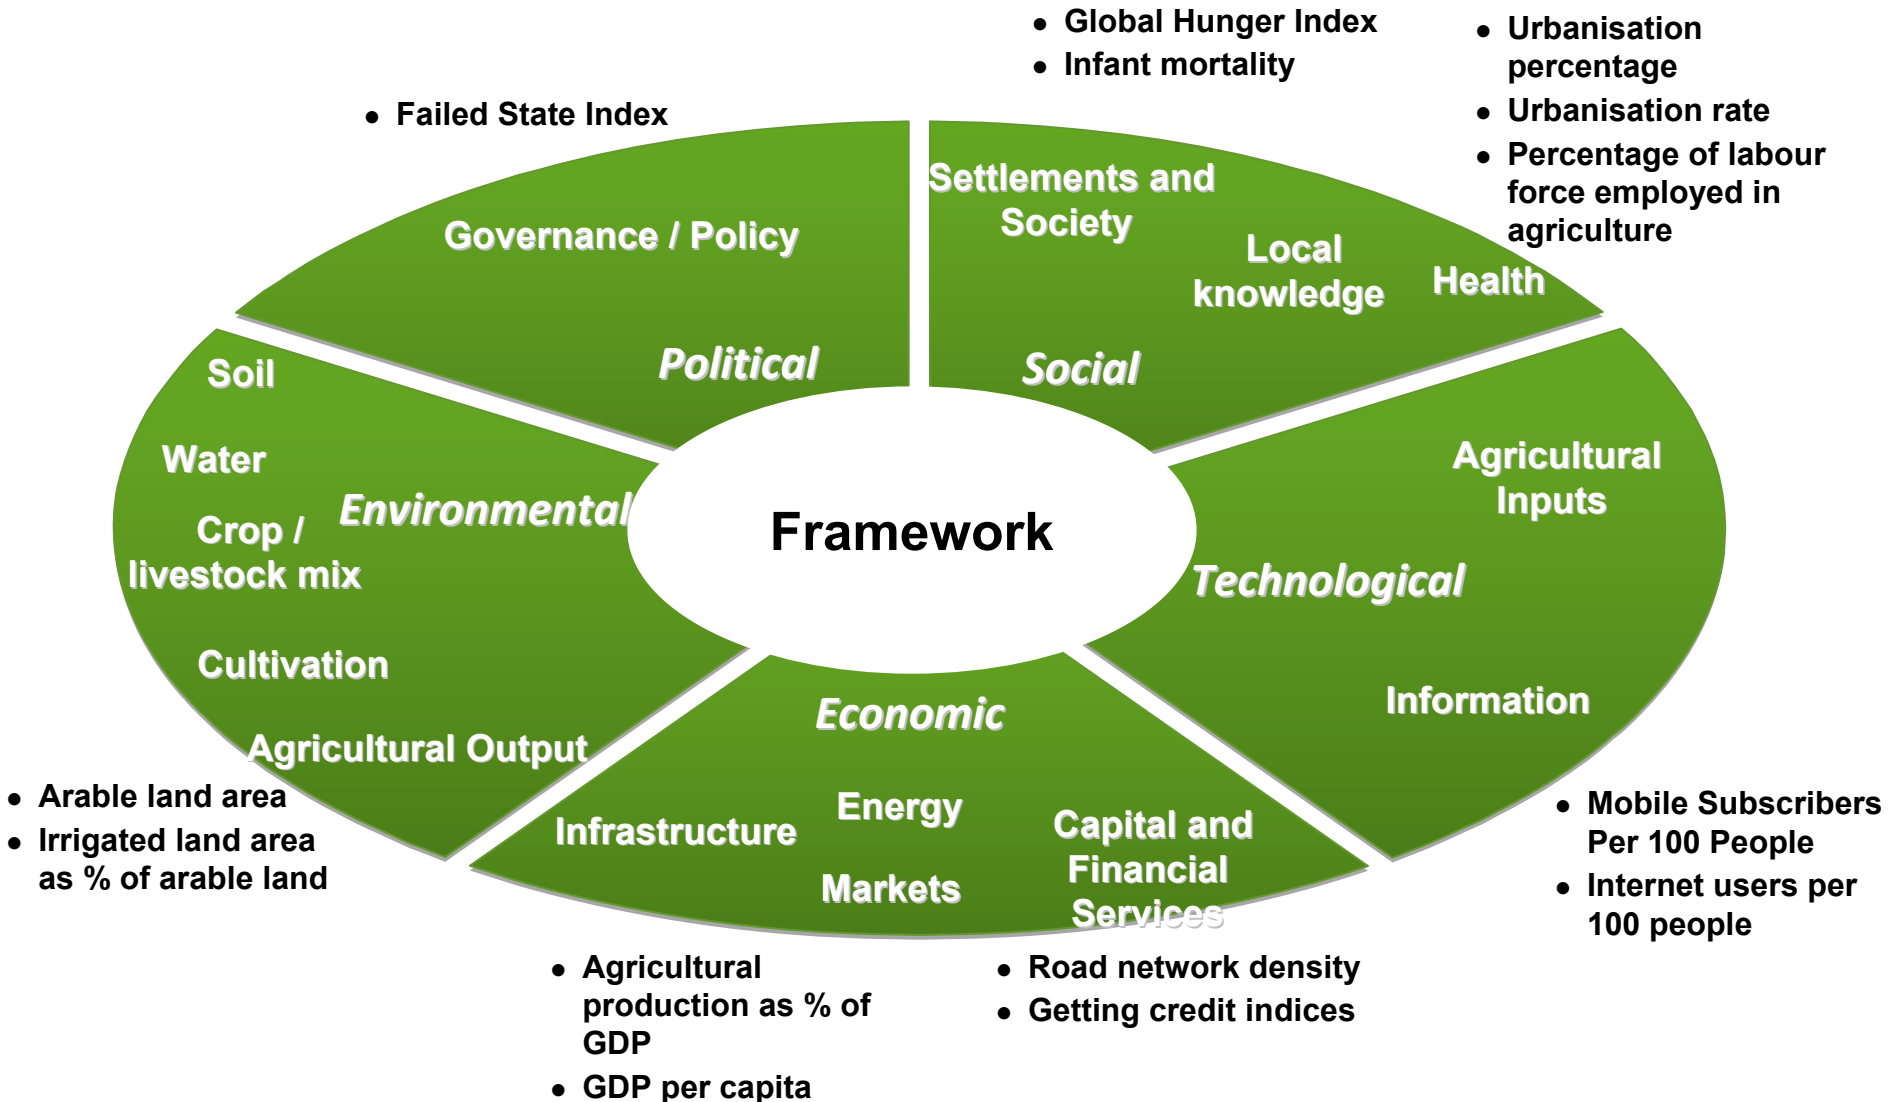 Global Hunger Index
Infant mortality
Urbanisation
percentage
Urbanisation rate
Percentage of labour
force employed in
agriculture
Failed State Index
Governance / Policy
Political
Settlements and
Society
Local
knowledge
Health
Social
Soil
Water
Crop /
livestock mix
Environmental
Cultivation
Agricultural Output
Framework
Agricultural
Inputs
Technological
Information
Economic
Infrastructure
Energy
Markets
Capital and
Financial
Services
Arable land area
Irrigated land area
as % of arable land
Mobile Subscribers
Per 100 People
Internet users per
100 people
Agricultural
production as % of
GDP
GDP per capita
Road network density
Getting credit indices